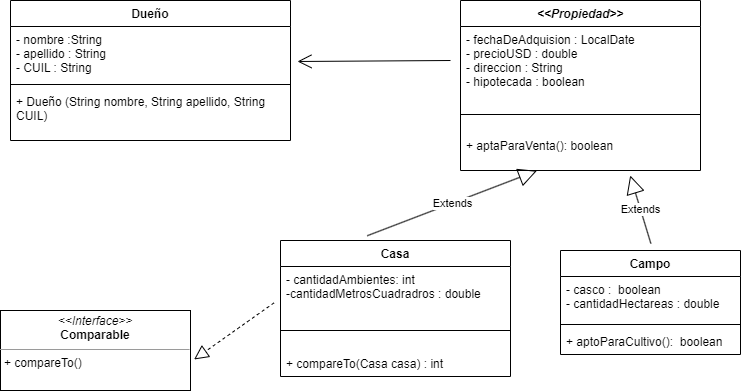 Dueño
- nombre :String
- apellido : String
- CUIL : String
+ Dueño (String nombre, String apellido, String
CUIL)
<<Propiedad>>
- fechaDeAdquision : LocalDate
- precioUSD : double
- direccion : String
- hipotecada : boolean
+ aptaParaVenta(): boolean
Extends
Extends
Casa
- cantidadAmbientes: int
-cantidadMetrosCuadradros : double
+ compareTo(Casa casa) : int
Campo
- casco : boolean
- cantidadHectareas : double
+ aptoParaCultivo(): boolean
<<Interface>>
Comparable
+ compareTo()